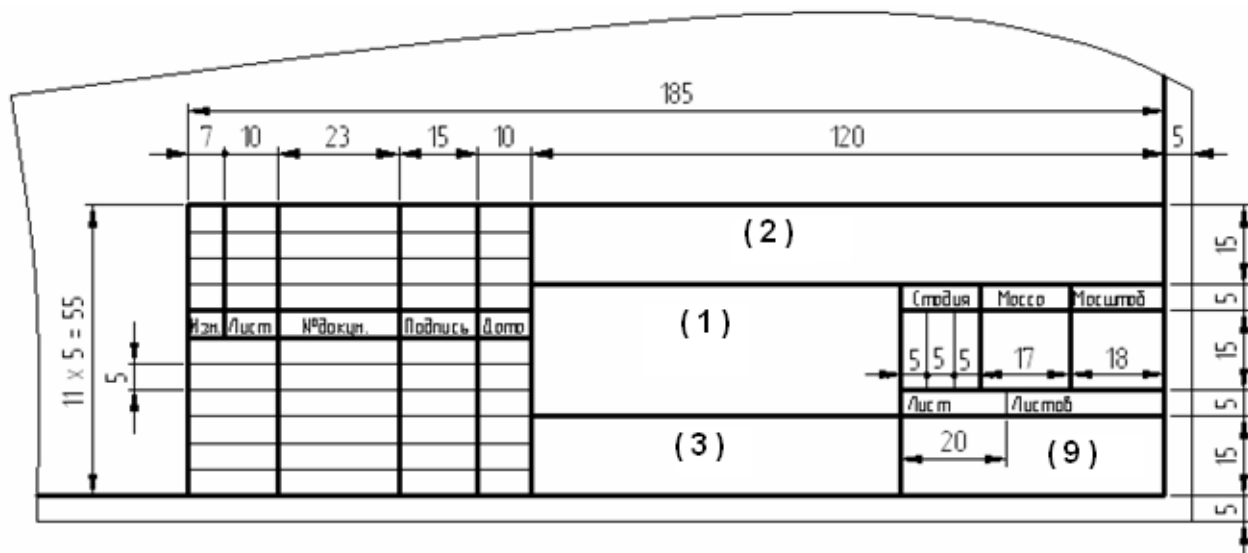 185
7 10 23 15 10 120 5
(2)
15
Стадия Масса Масштаб
5
Изм. Лист №докум. Подпись Дата
(1)
11 x 5 = 55
5
5 5 5 17 18
15
Лист Листов
5
(3)
20
(9)
15
5